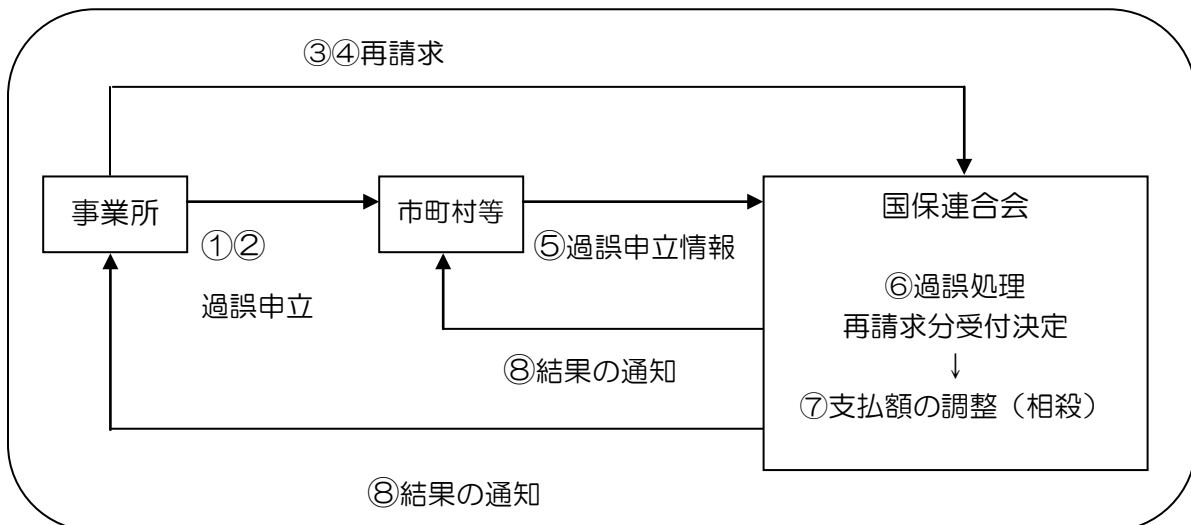 ③④再請求
事業所
市町村等
国保連合会
①②
過誤申立
⑤過誤申立情報
⑥過誤処理
再請求分受付決定
↓
⑦支払額の調整（相殺）
⑧結果の通知
⑧結果の通知